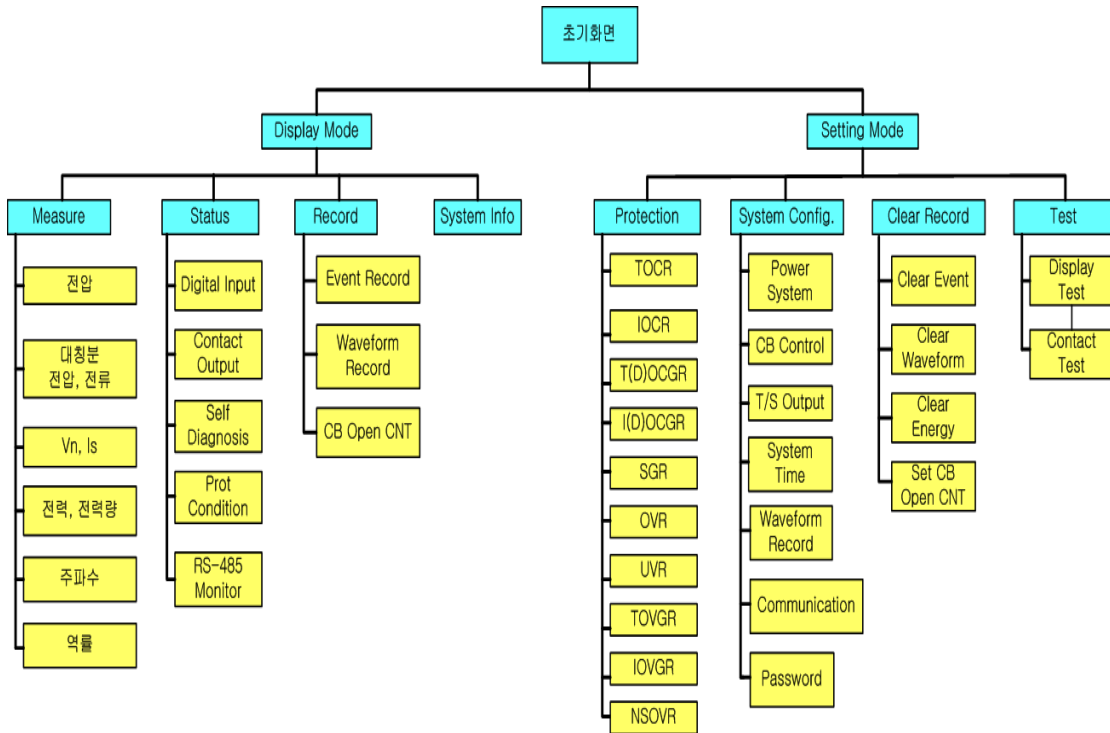 초기화면
Display Mode
Setting Mode
Measure
Status
Record
System Info
Protection
System Config.
Clear Record
Test
전압
대칭분
전압, 전류
Vn, Is
전력, 전력량
주파수
역률
Digital Input
Contact
Output
Self
Diagnosis
Prot
Condition
RS-485
Monitor
Event Record
Waveform
Record
CB Open CNT
TOCR
IOCR
T(D)OCGR
I(D)OCGR
SGR
OVR
UVR
TOVGR
IOVGR
NSOVR
Power
System
CB Control
T/S Output
System
Time
Waveform
Record
Communication
Password
Clear Event
Clear
Waveform
Clear
Energy
Set CB
Open CNT
Display
Test
Contact
Test